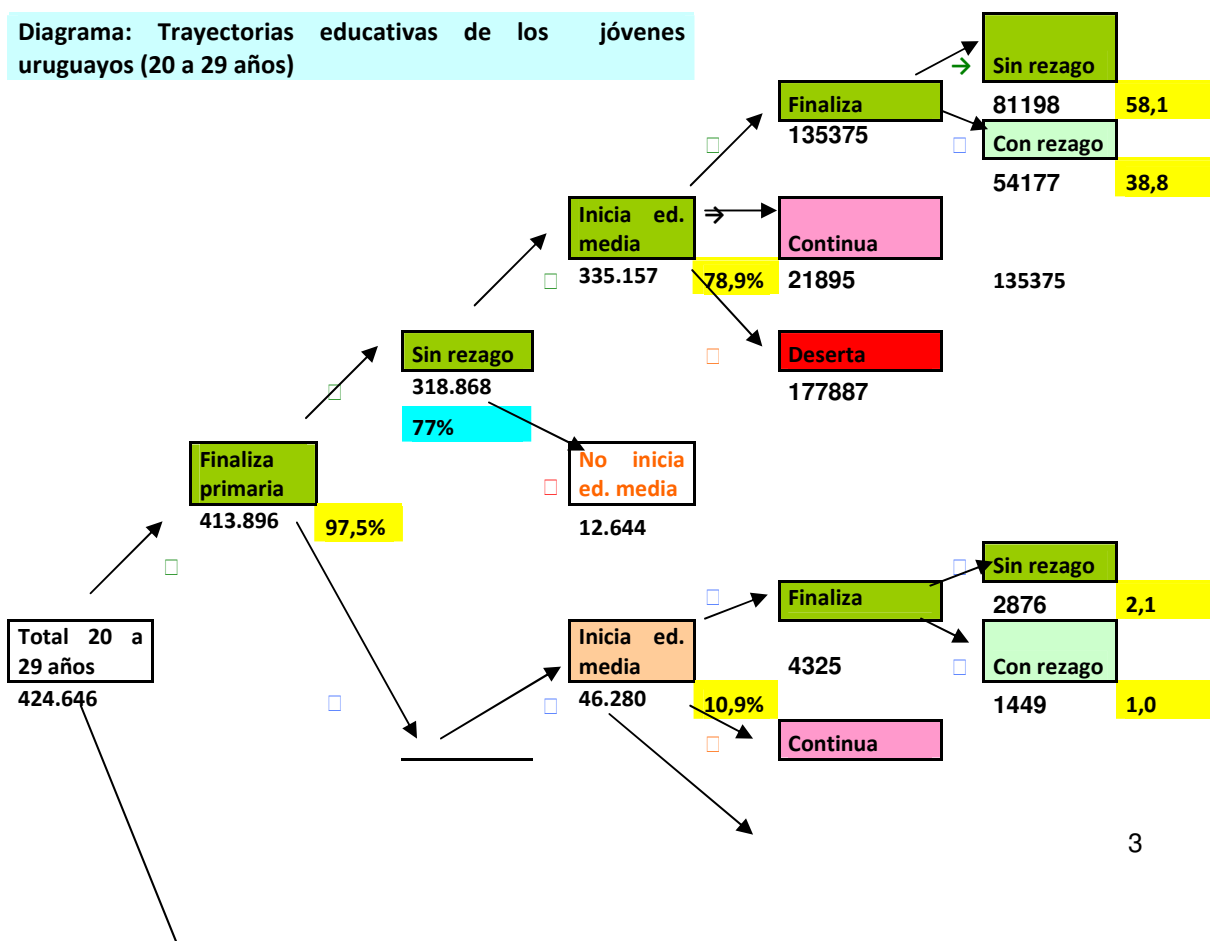 Diagrama: Trayectorias educativas de los jóvenes
uruguayos (20 a 29 años)
Sin rezago
81198 58,1
Finaliza
135375
Con rezago
54177 38,8
Inicia ed.
media
335.157 78,9%
Continua
21895 135375
Sin rezago
318.868
77%
Deserta
177887
Finaliza
primaria
413.896 97,5%
No inicia
ed. media
12.644
Sin rezago
2876 2,1
Finaliza
4325
Total 20 a
29 años
424.646
Inicia ed.
media
46.280 10,9%
Con rezago
1449 1,0
Continua
3